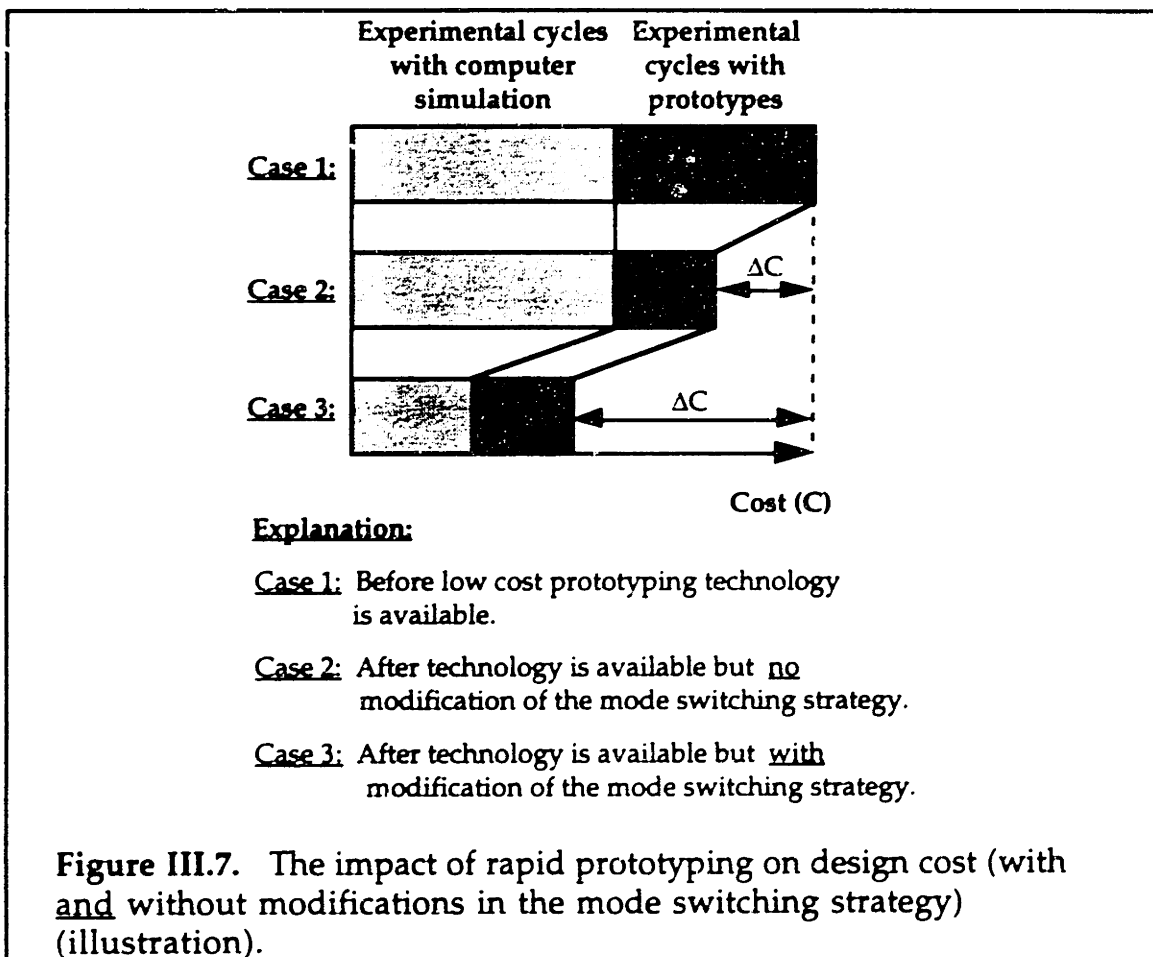 Experimental cycles
with computer
simulation
Experimental
cycles with
prototypes
Case 1:
Case 2:
ΔC
Case 3:
ΔC
Cost (C)
Explanation:
Case 1: Before low cost prototyping technology
is available.
Case 2: After technology is available but no
modification of the mode switching strategy.
Case 3: After technology is available but with
modification of the mode switching strategy.
Figure III.7. The impact of rapid prototyping on design cost (with
and without modifications in the mode switching strategy)
(illustration).